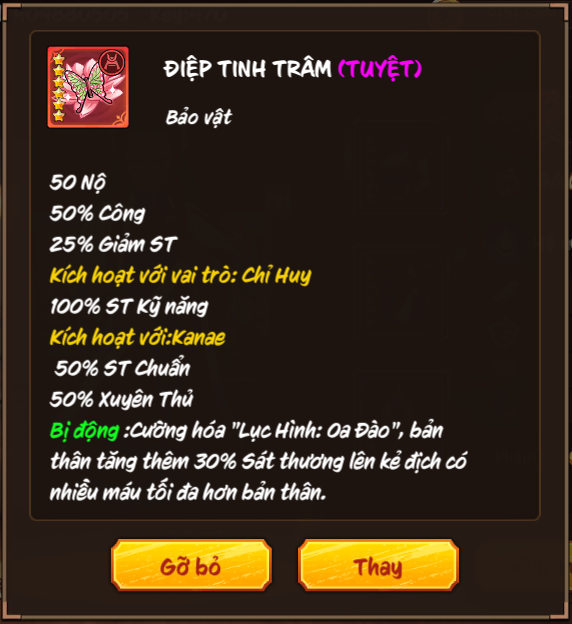 ĐIỆP TINH TRÂM (TUYỆT)
Bảo vật
50 Nộ
50% Công
25% Giảm ST
Kích hoạt với vai trò: Chỉ Huy
100% ST Kỹ năng
Kích hoạt với:Kanae
50% ST Chuẩn
50% Xuyên Thủ
Bị động :Cường hóa "Lục Hình: Oa Đào", bản
thân tăng thêm 30% Sát thương lên kẻ địch có
nhiều máu tối đa hơn bản thân.
Gỡ bỏ
Thay